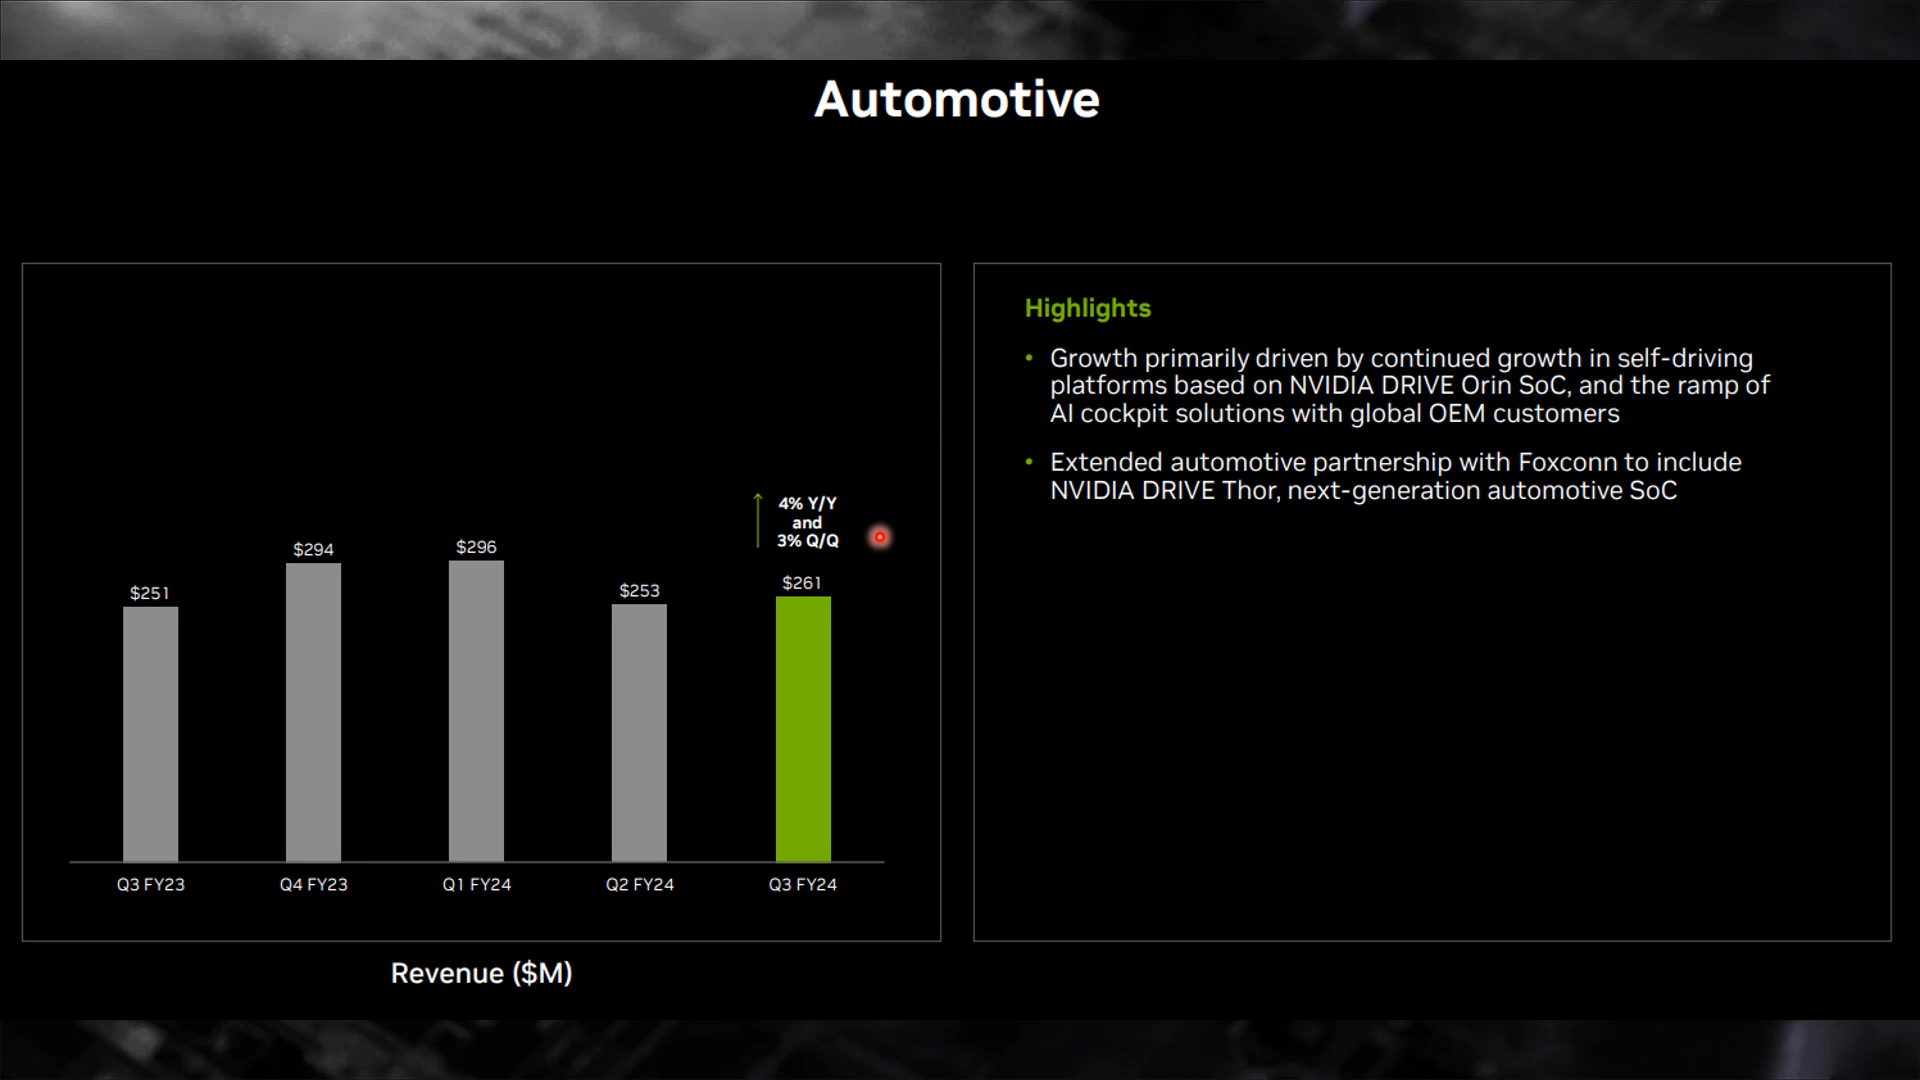 Automotive
$251
$294
$296
$253
4% Y/Y
and
3% Q/Q
$261
Q3 FY23
Q4 FY23
Q1 FY24
Q2 FY24
Q3 FY24
Revenue ($M)
Highlights
• Growth primarily driven by continued growth in self-driving
platforms based on NVIDIA DRIVE Orin SoC, and the ramp of
AI cockpit solutions with global OEM customers
• Extended automotive partnership with Foxconn to include
NVIDIA DRIVE Thor, next-generation automotive SoC